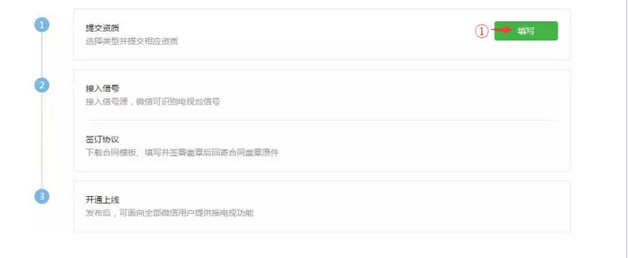 1
提交资质
选择类型并提交相应资质
① 填写
2
接入信号
接入信号源，微信可识别电视台信号
签订协议
下载合同模板、填写并签署盖章后回寄合同盖章原件
3
开通上线
发布后，可面向全部微信用户提供摇电视功能